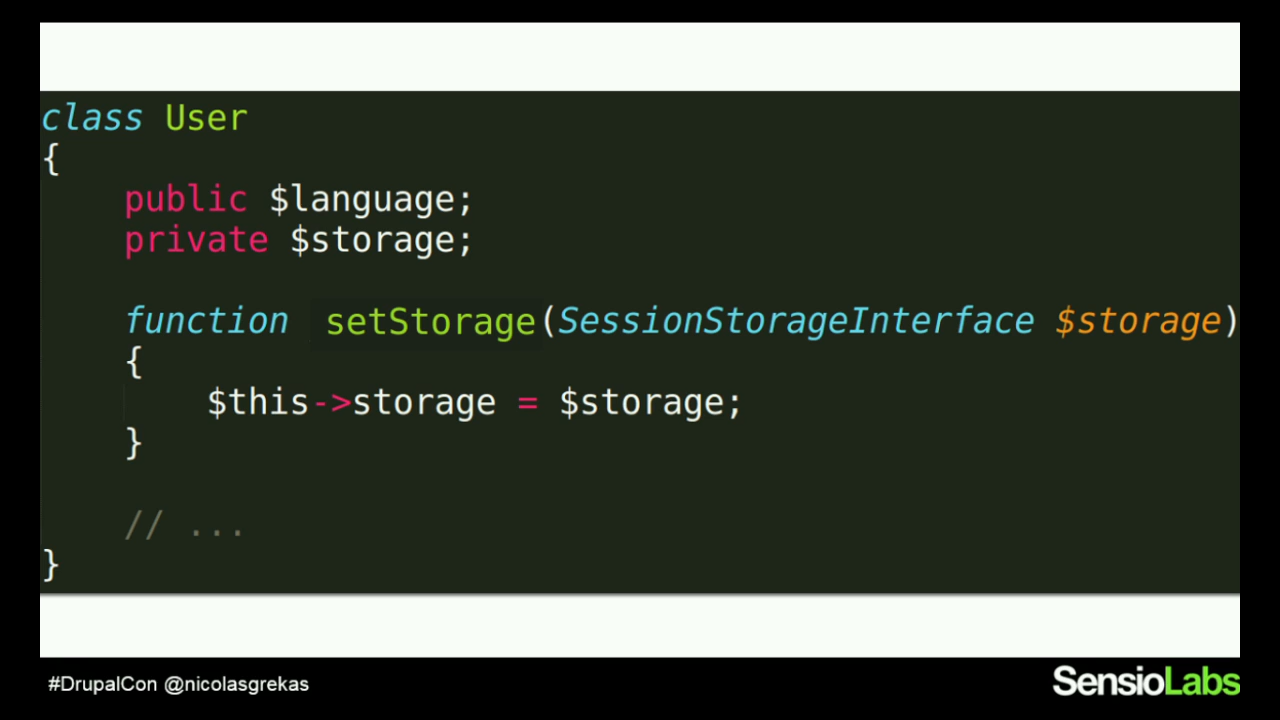 class User
{
    public $language;
    private $storage;
    function setStorage(SessionStorageInterface $storage)
    {
        $this->storage = $storage;
    }
    // ...
}
#DrupalCon @nicolasgrekas
SensioLabs